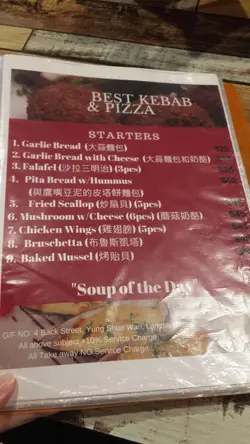 BEST KEBAB
& PIZZA
STARTERS
1. Garlic Bread (大蒜麵包)
2. Garlic Bread with Cheese (大蒜麵包和奶酪)
3. Falafel (沙拉三明治) (3pcs)
4. Pita Bread w/Hummus
(與鷹嘴豆泥的皮塔餅麵包)
5. Fried Scallop (炒扇貝) (5pcs)
6. Mushroom w/Cheese (6pcs) (蘑菇奶酪)
7. Chicken Wings (雞翅膀) (5pcs)
8. Bruschetta (布魯斯凱塔)
9. Baked Mussel (烤貽貝)
"Soup of the Day"
G/F NO. 4 Back Street, Yung Shue Wan,
All above subject +10% Service Charge.
All Take away NO Service Charge